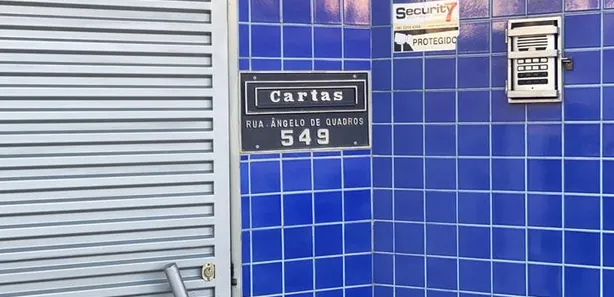 Security
PROTEGIDO
Cartas
RUA. ÂNGELO DE QUADROS
549